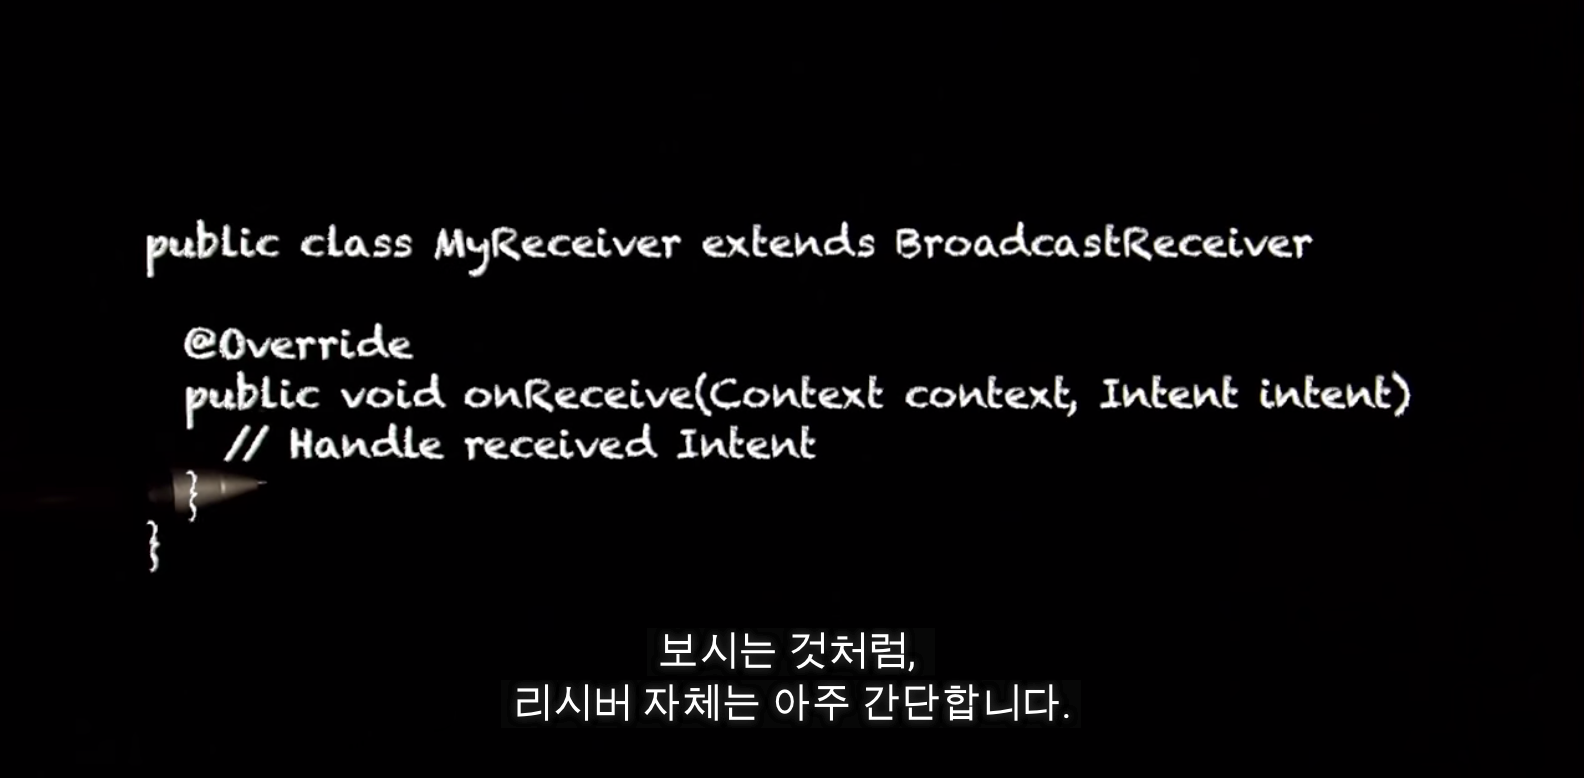 public class MyReceiver extends BroadcastReceiver
@Override
public void onReceive(Context context, Intent intent)
// Handle received Intent
}
}
보시는 것처럼,
리시버 자체는 아주 간단합니다.